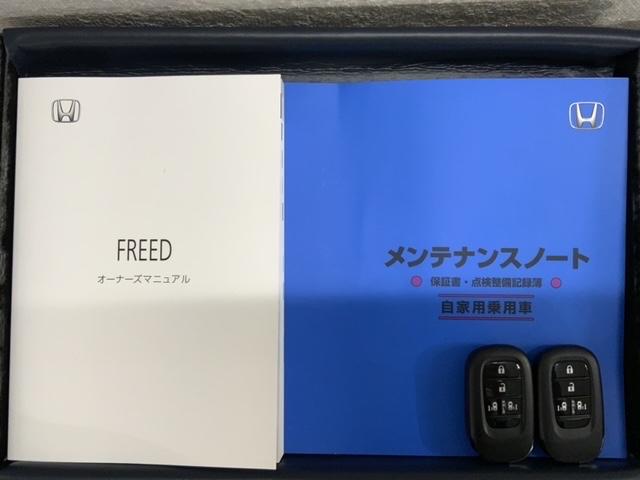 FREED
オーナーズマニュアル
メンテナンスノート
保証書・点検整備記録簿
自家用乗用車